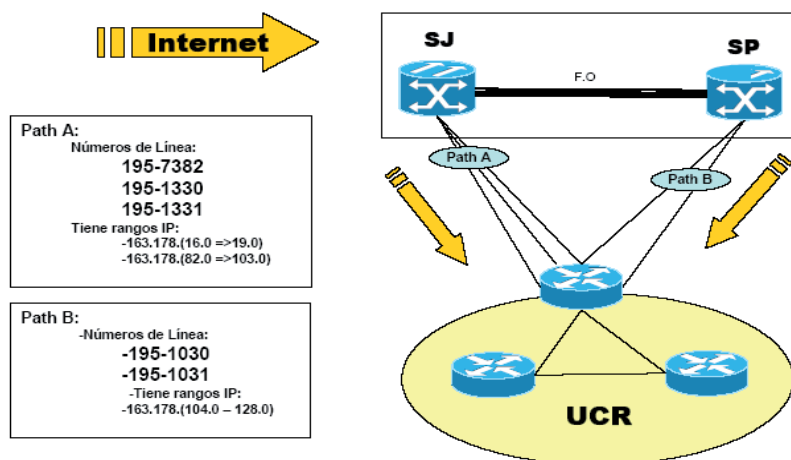 Internet
SJ
SP
F.O
Path A
Path B
Path A:
Números de Línea:
195-7382
195-1330
195-1331
Tiene rangos IP:
-163.178.(16.0 =>19.0)
-163.178.(82.0 =>103.0)
Path B:
-Números de Línea:
-195-1030
-195-1031
-Tiene rangos IP:
-163.178.(104.0 – 128.0)
UCR